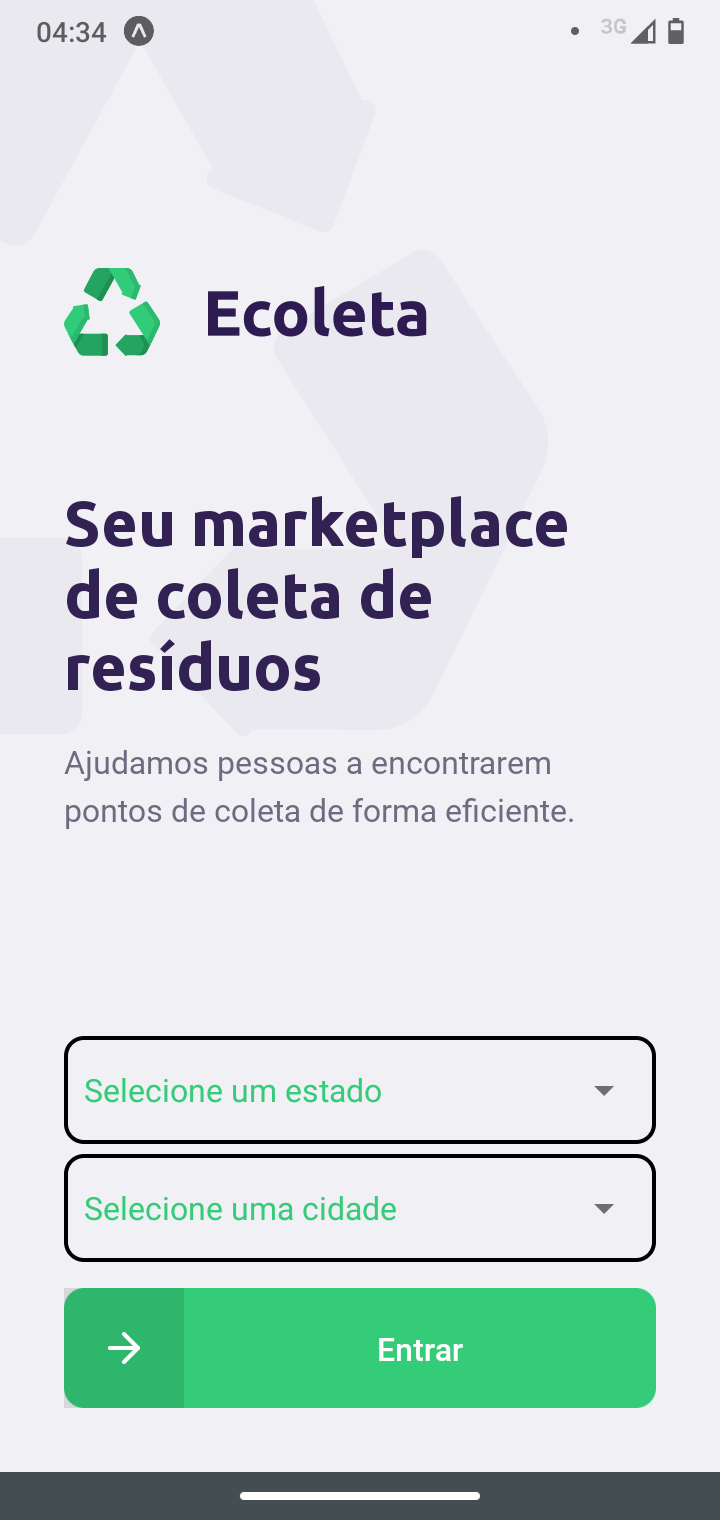 04:34
3G
Ecoleta
Seu marketplace
de coleta de
resíduos
Ajudamos pessoas a encontrarem
pontos de coleta de forma eficiente.
Selecione um estado
Selecione uma cidade
Entrar